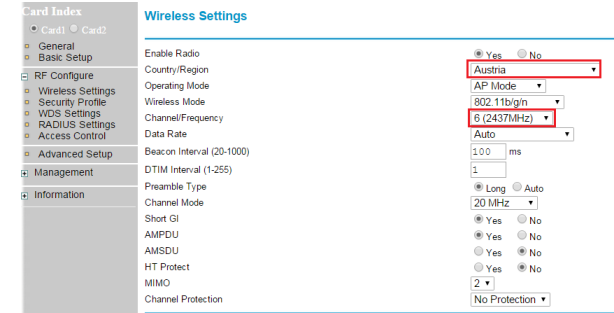 Card Index
Card1 Card2
General
Basic Setup
RF Configure
Wireless Settings
Security Profile
WDS Settings
RADIUS Settings
Access Control
Advanced Setup
Management
Information
Wireless Settings
Enable Radio Yes No
Country/Region Austria
Operating Mode AP Mode
Wireless Mode 802.11b/g/n
Channel/Frequency 6 (2437MHz)
Data Rate Auto
Beacon Interval (20-1000) 100 ms
DTIM Interval (1-255) 1
Preamble Type Long Auto
Channel Mode 20 MHz
Short GI Yes No
AMPDU Yes No
AMSDU Yes No
HT Protect Yes No
MIMO 2
Channel Protection No Protection